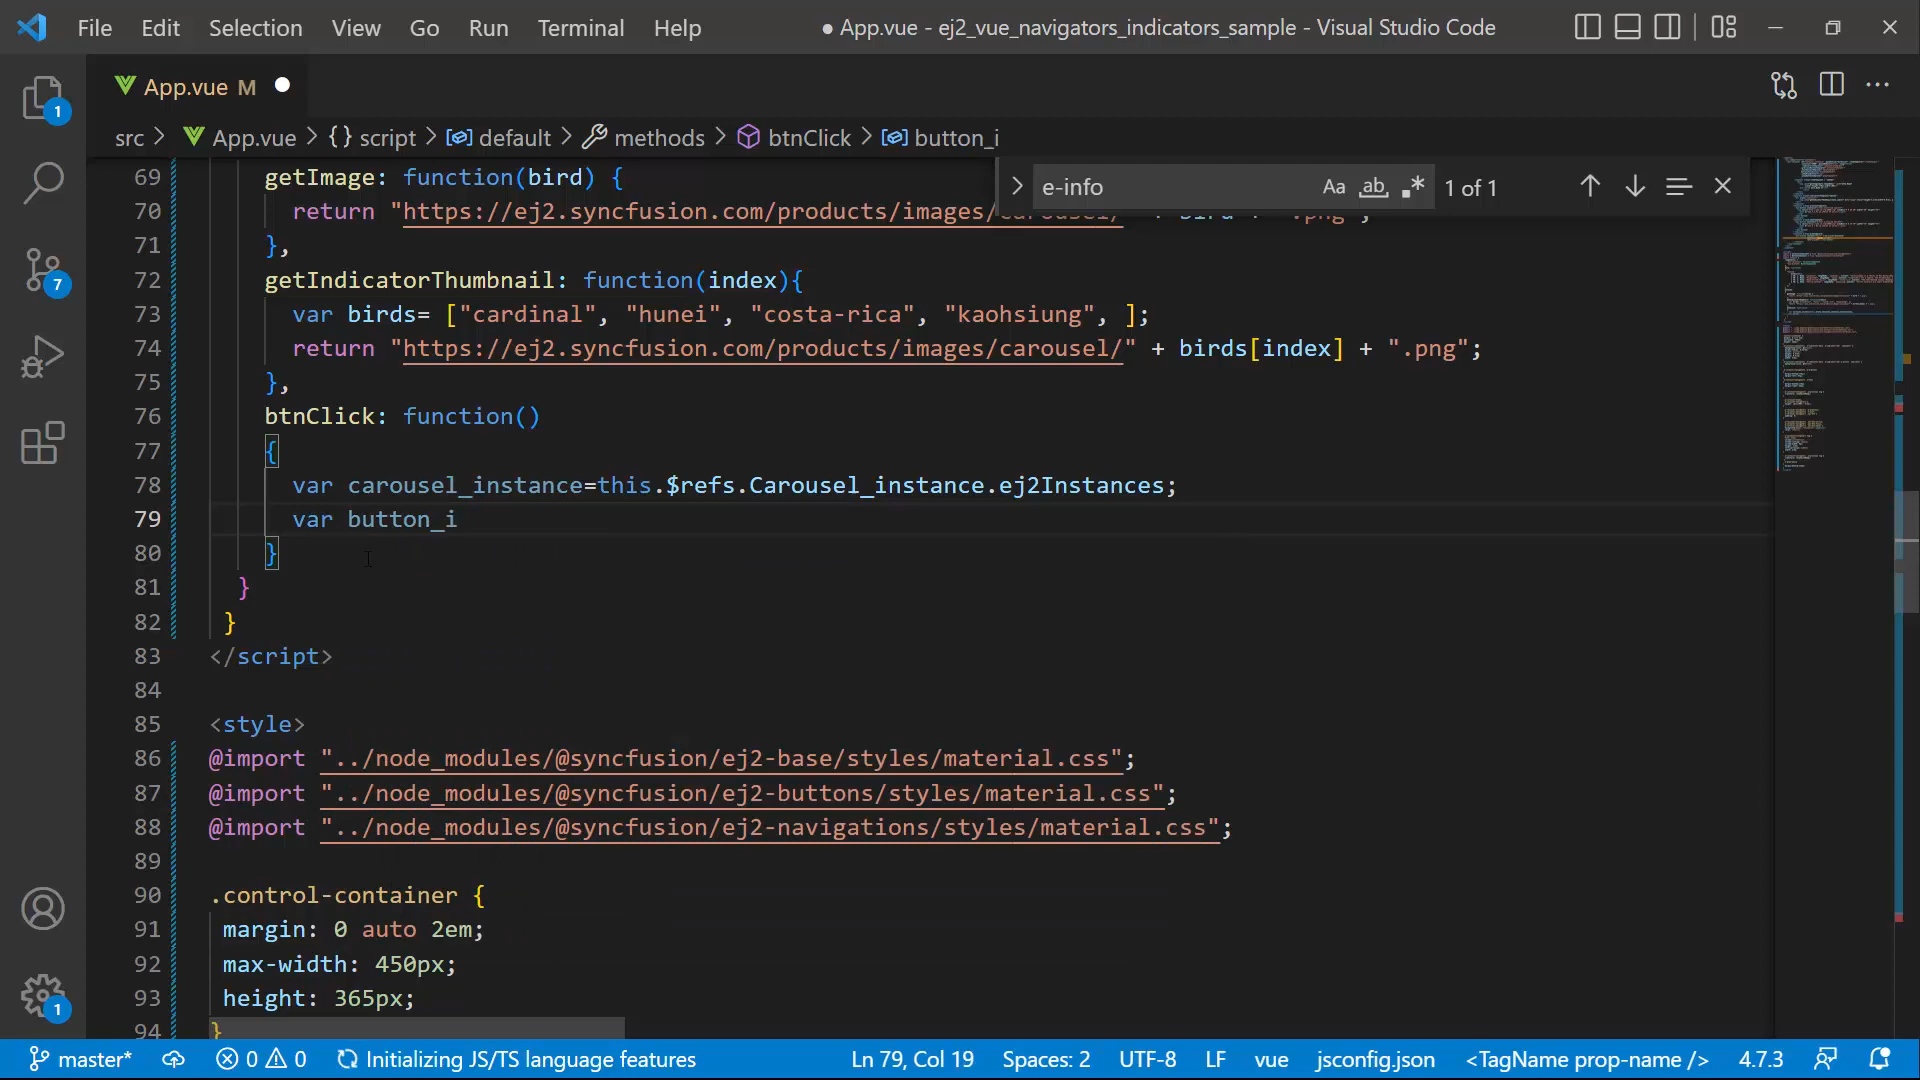 File Edit Selection View Go Run Terminal Help ● App.vue - ej2_vue_navigators_indicators_sample - Visual Studio Code
App.vue M
src > App.vue > {} script > default > methods > btnClick > button_i
e-info Aa ab .* 1 of 1
69 getImage: function(bird) {
70 return "https://ej2.syncfusion.com/products/images/carousel/" + bird + ".png";
71 },
72 getIndicatorThumbnail: function(index){
73 var birds= ["cardinal", "hunei", "costa-rica", "kaohsiung", ];
74 return "https://ej2.syncfusion.com/products/images/carousel/" + birds[index] + ".png";
75 },
76 btnClick: function()
77 {
78 var carousel_instance=this.$refs.Carousel_instance.ej2Instances;
79 var button_i
80 }
81 }
82 }
83 </script>
84
85 <style>
86 @import "../node_modules/@syncfusion/ej2-base/styles/material.css";
87 @import "../node_modules/@syncfusion/ej2-buttons/styles/material.css";
88 @import "../node_modules/@syncfusion/ej2-navigations/styles/material.css";
89
90 .control-container {
91 margin: 0 auto 2em;
92 max-width: 450px;
93 height: 365px;
94 }
1
7
1
master* 0 0 Initializing JS/TS language features Ln 79, Col 19 Spaces: 2 UTF-8 LF vue jsconfig.json <TagName prop-name /> 4.7.3